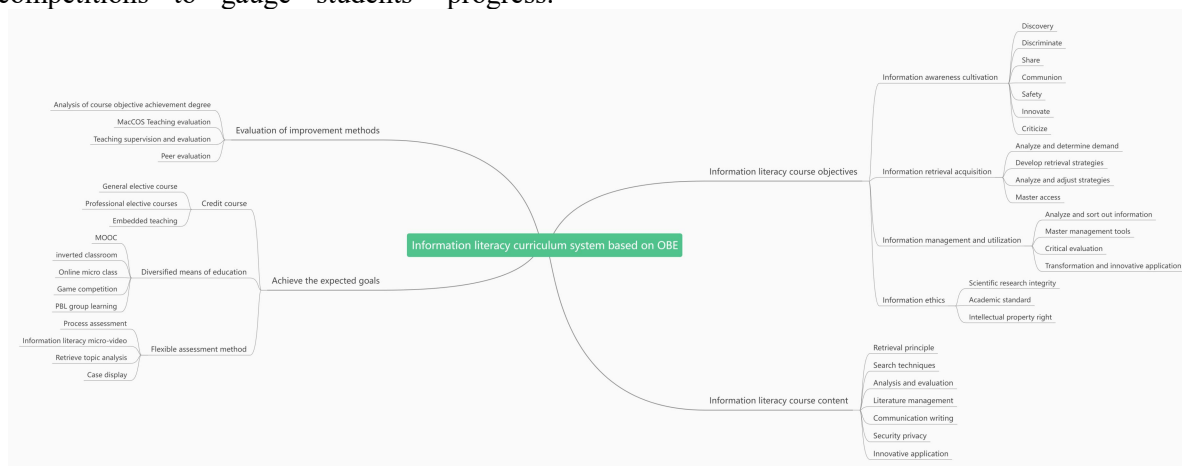 competitions to gauge students' progress.
Information literacy curriculum system based on OBE
Evaluation of improvement methods
Analysis of course objective achievement degree
MacCOS Teaching evaluation
Teaching supervision and evaluation
Peer evaluation
Achieve the expected goals
Credit course
General elective course
Professional elective courses
Embedded teaching
Diversified means of education
MOOC
inverted classroom
Online micro class
Game competition
PBL group learning
Flexible assessment method
Process assessment
Information literacy micro-video
Retrieve topic analysis
Case display
Information literacy course objectives
Information awareness cultivation
Discovery
Discriminate
Share
Communion
Safety
Innovate
Criticize
Information retrieval acquisition
Analyze and determine demand
Develop retrieval strategies
Analyze and adjust strategies
Master access
Information management and utilization
Analyze and sort out information
Master management tools
Critical evaluation
Transformation and innovative application
Information ethics
Scientific research integrity
Academic standard
Intellectual property right
Information literacy course content
Retrieval principle
Search techniques
Analysis and evaluation
Literature management
Communication writing
Security privacy
Innovative application